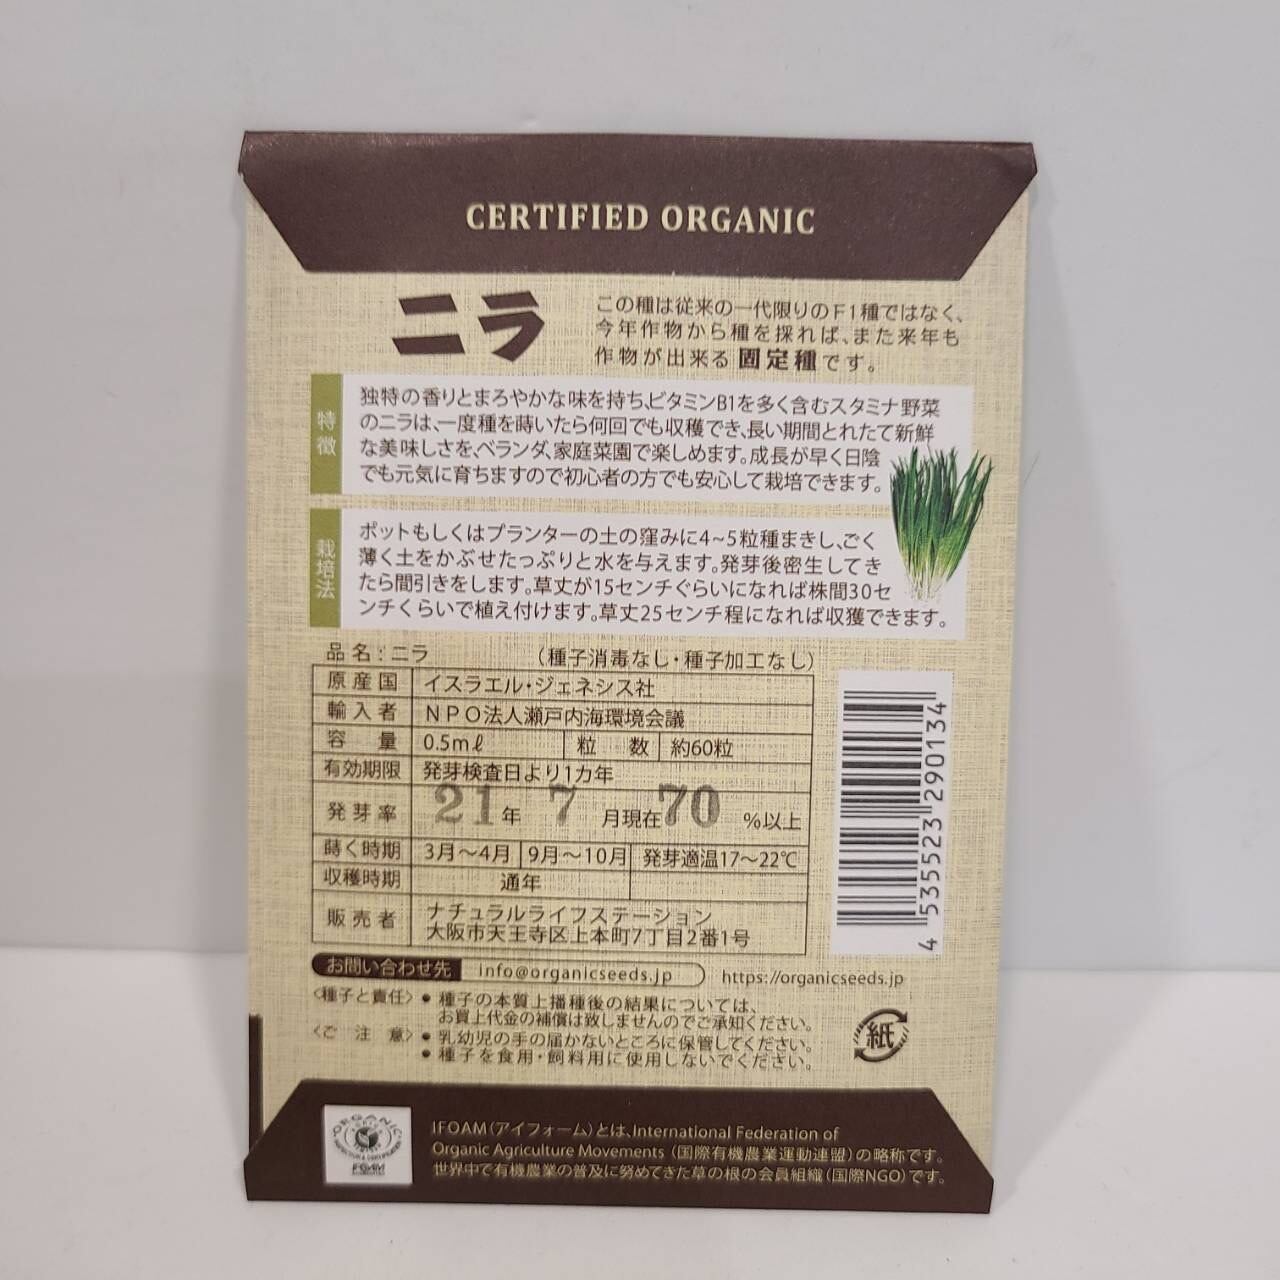 CERTIFIED ORGANIC
ニラ
この種は従来の一代限りのF1種ではなく、
今年作物から種を採れば、また来年も
作物が出来る固定種です。
特徴
独特の香りとまろやかな味を持ち、ビタミンB1を多く含むスタミナ野菜
のニラは、一度種を蒔いたら何回でも収穫でき、長い期間とれたて新鮮
な美味しさを、ベランダ、家庭菜園で楽しめます。成長が早く日陰
でも元気に育ちますので初心者の方でも安心して栽培できます。
栽培法
ポットもしくはプランターの土の窪みに4~5粒種まきし、ごく
薄く土をかぶせたっぷりと水を与えます。発芽後密生してき
たら間引きをします。草丈が15センチぐらいになれば株間30セ
ンチくらいで植え付けます。草丈25センチ程になれば収獲できます。
品名:ニラ (種子消毒なし・種子加工なし)
原産国 イスラエル・ジェネシス社
輸入者 NPO法人瀬戸内海環境会議
容量 0.5mℓ 粒数 約60粒
有効期限 発芽検査日より1カ年
発芽率 21年 7月現在70%以上
蒔く時期 3月～4月 9月～10月 発芽適温17～22℃
収穫時期 通年
販売者 ナチュラルライフステーション
大阪市天王寺区上本町7丁目2番1号
4 535523 290134
お問い合わせ先 info@organicseeds.jp https://organicseeds.jp
<種子と責任> ● 種子の本質上播種後の結果については、
お買上代金の補償は致しませんのでご承知ください。
<ご注意> ● 乳幼児の手の届かないところに保管してください。
● 種子を食用・飼料用に使用しないでください。
紙
ORGANIC
IFOAM
IFOAM(アイフォーム)とは、International Federation of
Organic Agriculture Movements (国際有機農業運動連盟)の略称です。
世界中で有機農業の普及に努めてきた草の根の会員組織(国際NGO)です。